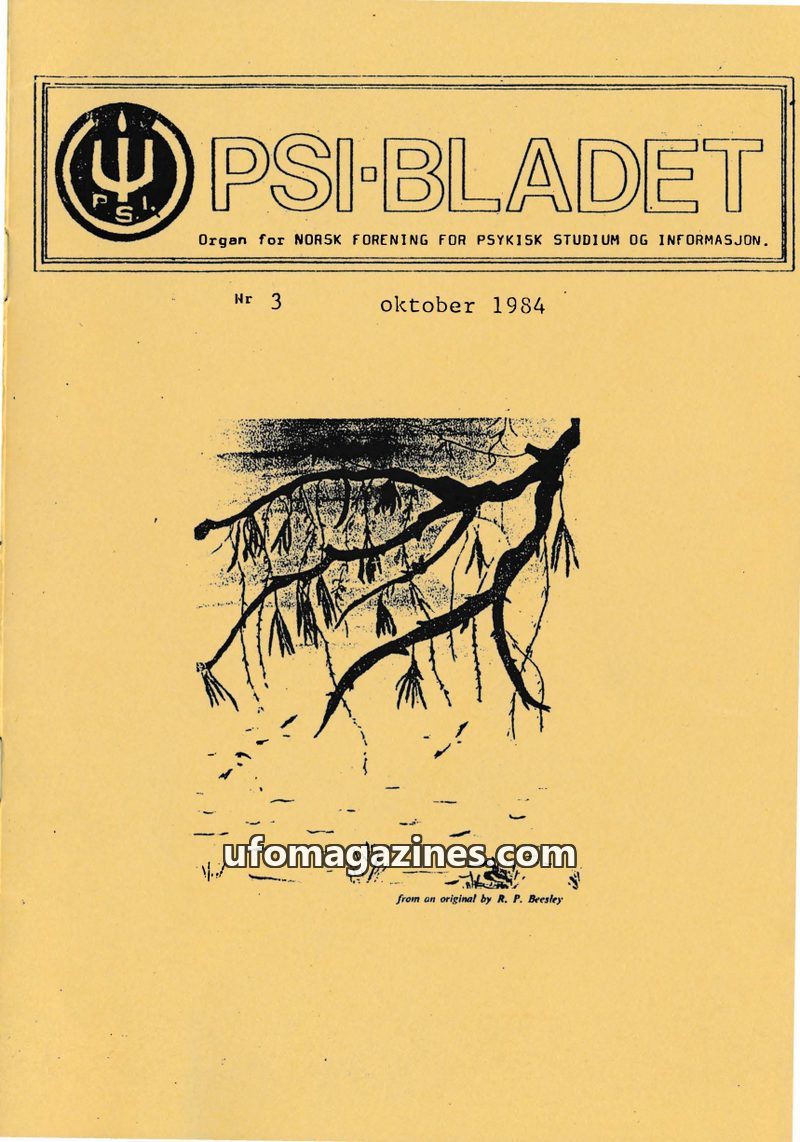 P.S.I.
PSI-BLADET
Organ for NORSK FORENING FOR PSYKISK STUDIUM OG INFORMASJON.
Nr 3 oktober 1984
ufomagazines.com
from an original by R. P. Beesley